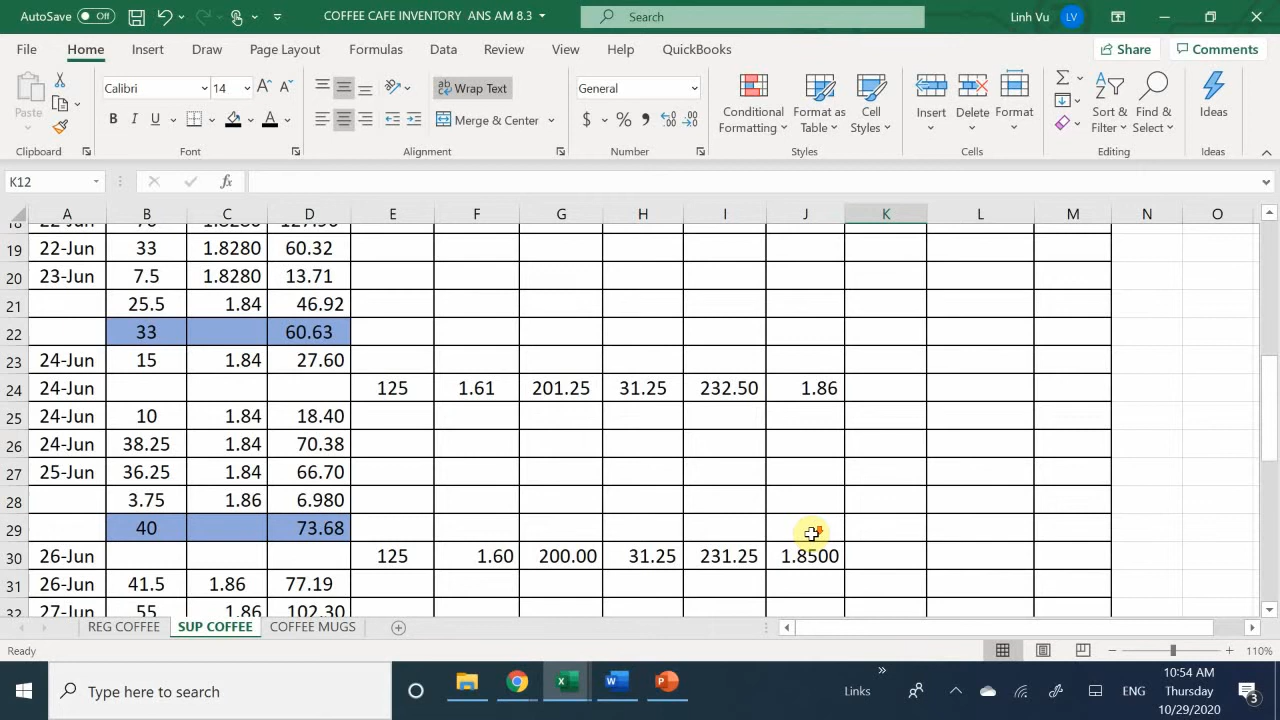 AutoSave Off COFFEE CAFE INVENTORY ANS AM 8.3 Search Linh Vu LV
File Home Insert Draw Page Layout Formulas Data Review View Help QuickBooks Share Comments
Paste Calibri 14 A A Wrap Text General Conditional Formatting Format as Table Cell Styles Insert Delete Format Sort & Filter Find & Select Ideas
B I U A Merge & Center $ % ,
Clipboard Font Alignment Number Styles Cells Editing Ideas
K12 fx
A B C D E F G H I J K L M N O
19 22-Jun 33 1.8280 60.32
20 23-Jun 7.5 1.8280 13.71
21 25.5 1.84 46.92
22 33 60.63
23 24-Jun 15 1.84 27.60
24 24-Jun 125 1.61 201.25 31.25 232.50 1.86
25 24-Jun 10 1.84 18.40
26 24-Jun 38.25 1.84 70.38
27 25-Jun 36.25 1.84 66.70
28 3.75 1.86 6.980
29 40 73.68
30 26-Jun 125 1.60 200.00 31.25 231.25 1.8500
31 26-Jun 41.5 1.86 77.19
32 27-Jun 55 1.86 102.30
REG COFFEE SUP COFFEE COFFEE MUGS
Ready 110%
Type here to search Links ENG 10:54 AM
Thursday
10/29/2020 3